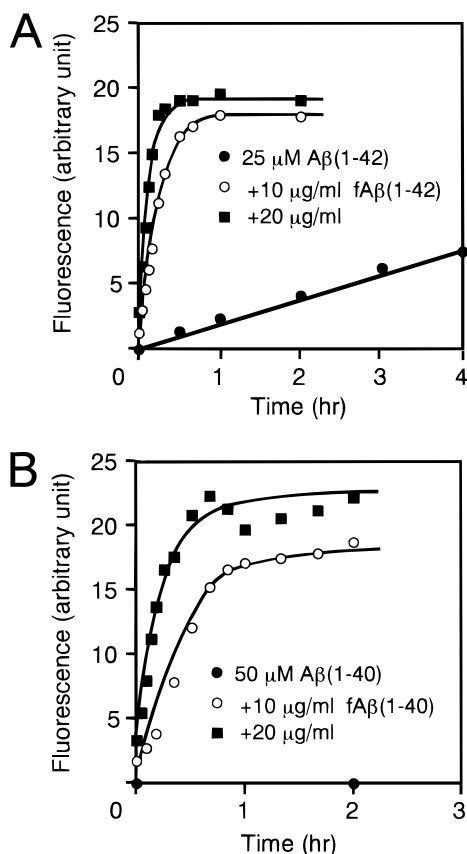 A
25
20
15
10
5
0
1
2
3
4
Fluorescence (arbitrary unit)
Time (hr)
25 μM Aβ(1-42)
+10 μg/ml fAβ(1-42)
+20 μg/ml
B
25
20
15
10
5
0
1
2
3
Fluorescence (arbitrary unit)
Time (hr)
50 μM Aβ(1-40)
+10 μg/ml fAβ(1-40)
+20 μg/ml